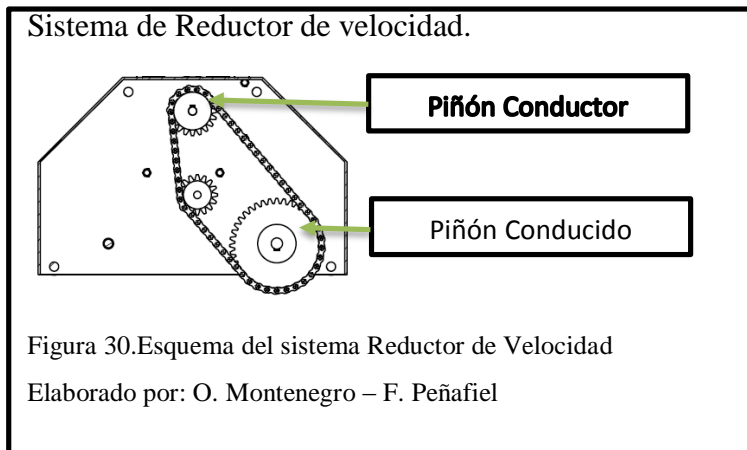 Sistema de Reductor de velocidad.
Piñón Conductor
Piñón Conducido
Figura 30.Esquema del sistema Reductor de Velocidad
Elaborado por: O. Montenegro – F. Peñafiel